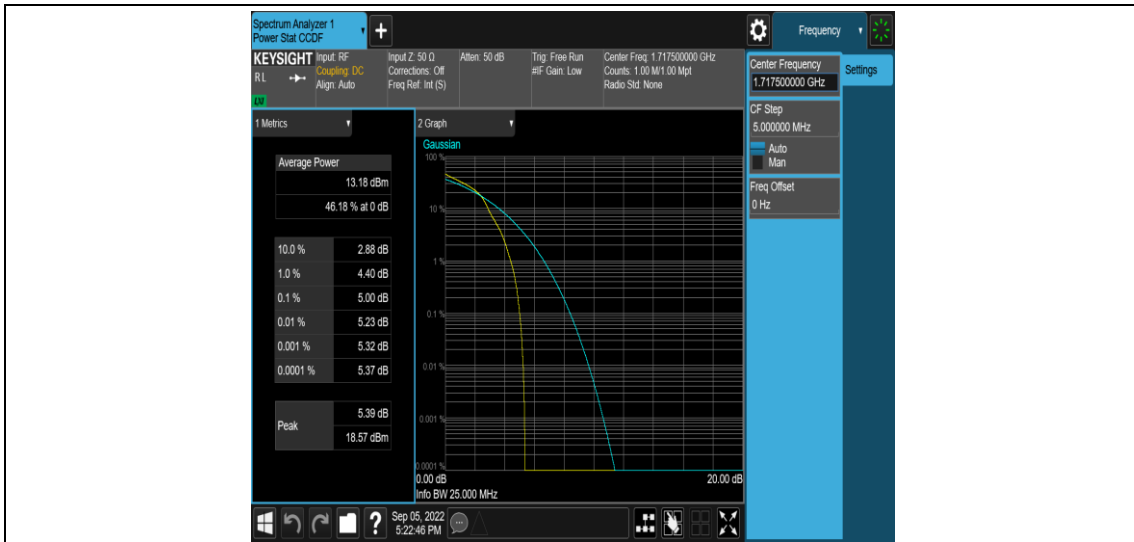 Spectrum Analyzer 1
Power Stat CCDF
Frequency
KEYSIGHT
RL
Input: RF
Coupling: DC
Align: Auto
Input Z: 50 Ω
Corrections: Off
Freq Ref: Int (S)
Atten: 50 dB
Trig: Free Run
#IF Gain: Low
Center Freq: 1.717500000 GHz
Counts: 1.00 M/1.00 Mpt
Radio Std: None
Center Frequency
1.717500000 GHz
Settings
CF Step
5.000000 MHz
Auto
Man
Freq Offset
0 Hz
1 Metrics
Average Power
13.18 dBm
46.18 % at 0 dB
10.0 % 2.88 dB
1.0 % 4.40 dB
0.1 % 5.00 dB
0.01 % 5.23 dB
0.001 % 5.32 dB
0.0001 % 5.37 dB
Peak
5.39 dB
18.57 dBm
2 Graph
Gaussian
100 %
10 %
1 %
0.1 %
0.01 %
0.001 %
0.0001 %
0.00 dB 20.00 dB
Info BW 25.000 MHz
Sep 05, 2022
5:22:46 PM